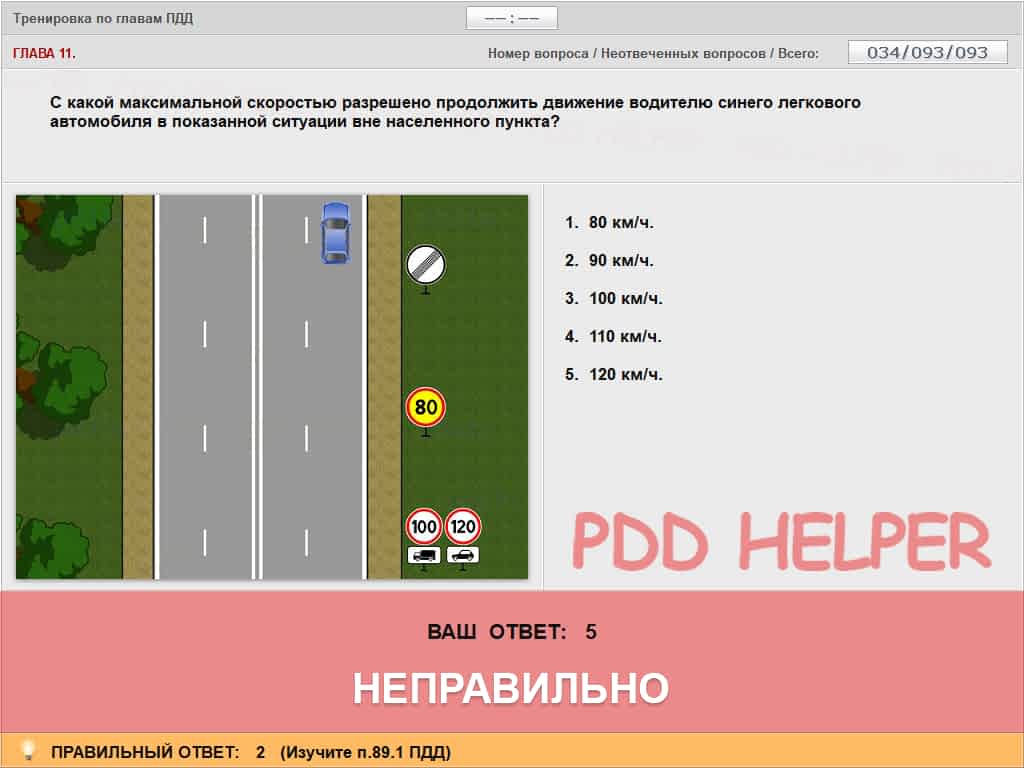 Тренировка по главам ПДД
–– : ––
ГЛАВА 11.
Номер вопроса / Неотвеченных вопросов / Всего:
034/093/093
С какой максимальной скоростью разрешено продолжить движение водителю синего легкового
автомобиля в показанной ситуации вне населенного пункта?
1. 80 км/ч.
2. 90 км/ч.
3. 100 км/ч.
4. 110 км/ч.
5. 120 км/ч.
80
100 120
PDD HELPER
ВАШ ОТВЕТ: 5
НЕПРАВИЛЬНО
ПРАВИЛЬНЫЙ ОТВЕТ: 2 (Изучите п.89.1 ПДД)